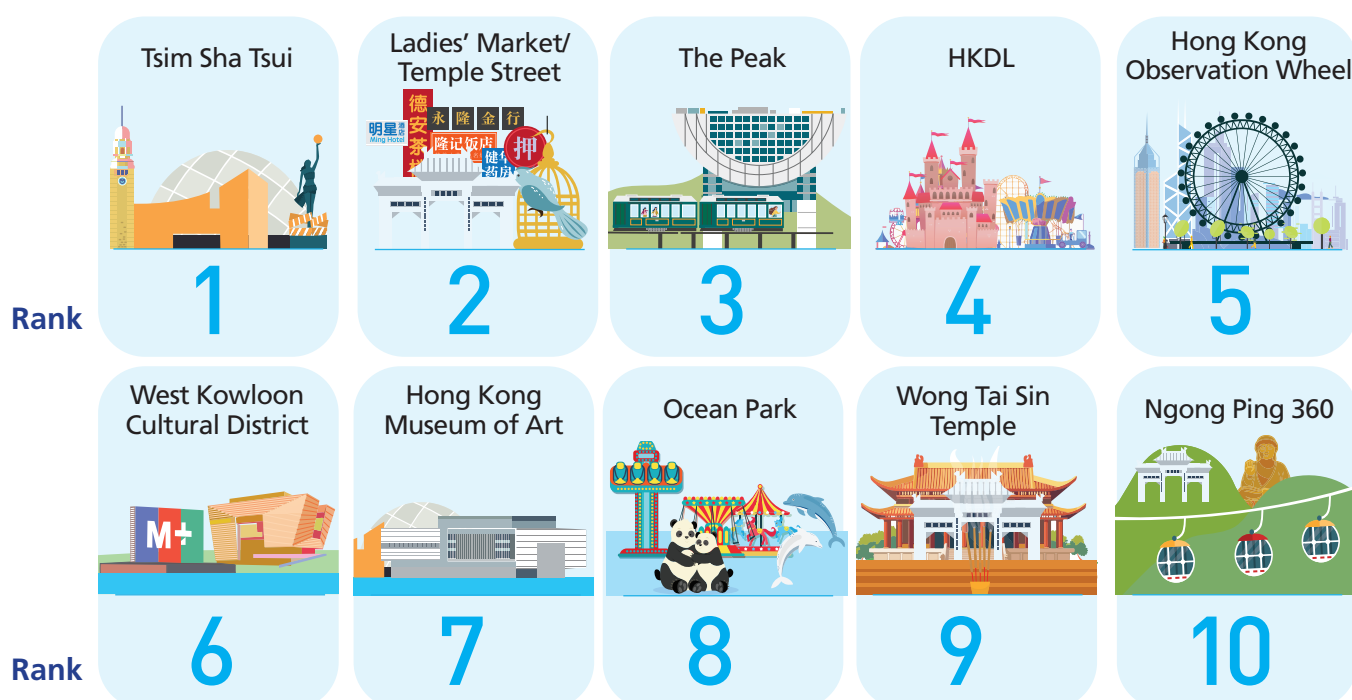 Tsim Sha Tsui
Ladies’ Market/
Temple Street
德安茶
永隆金行
明星酒店
Ming Hotel
隆记饭店
押
The Peak
HKDL
Hong Kong
Observation Wheel
Rank
1
2
3
4
5
West Kowloon
Cultural District
M+
Hong Kong
Museum of Art
Ocean Park
Wong Tai Sin
Temple
Ngong Ping 360
Rank
6
7
8
9
10